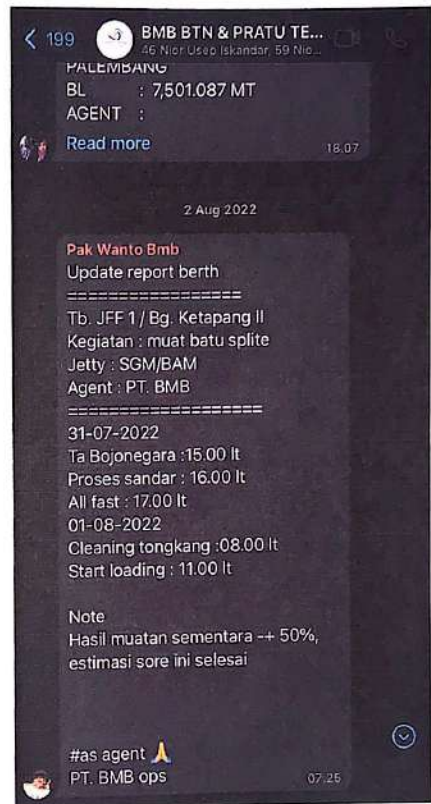 199
BMB BTN & PRATU TE...
46 Nior Usep Iskandar, 59 Nio...
PALEMBANG
BL : 7,501.087 MT
AGENT :
Read more
18.07
2 Aug 2022
Pak Wanto Bmb
Update report berth
=================
Tb. JFF 1 / Bg. Ketapang II
Kegiatan : muat batu splite
Jetty : SGM/BAM
Agent : PT. BMB
===================
31-07-2022
Ta Bojonegara :15.00 lt
Proses sandar : 16.00 lt
All fast : 17.00 lt
01-08-2022
Cleaning tongkang :08.00 lt
Start loading : 11.00 lt
Note
Hasil muatan sementara -+ 50%,
estimasi sore ini selesai
#as agent 🙏
PT. BMB ops
07.25